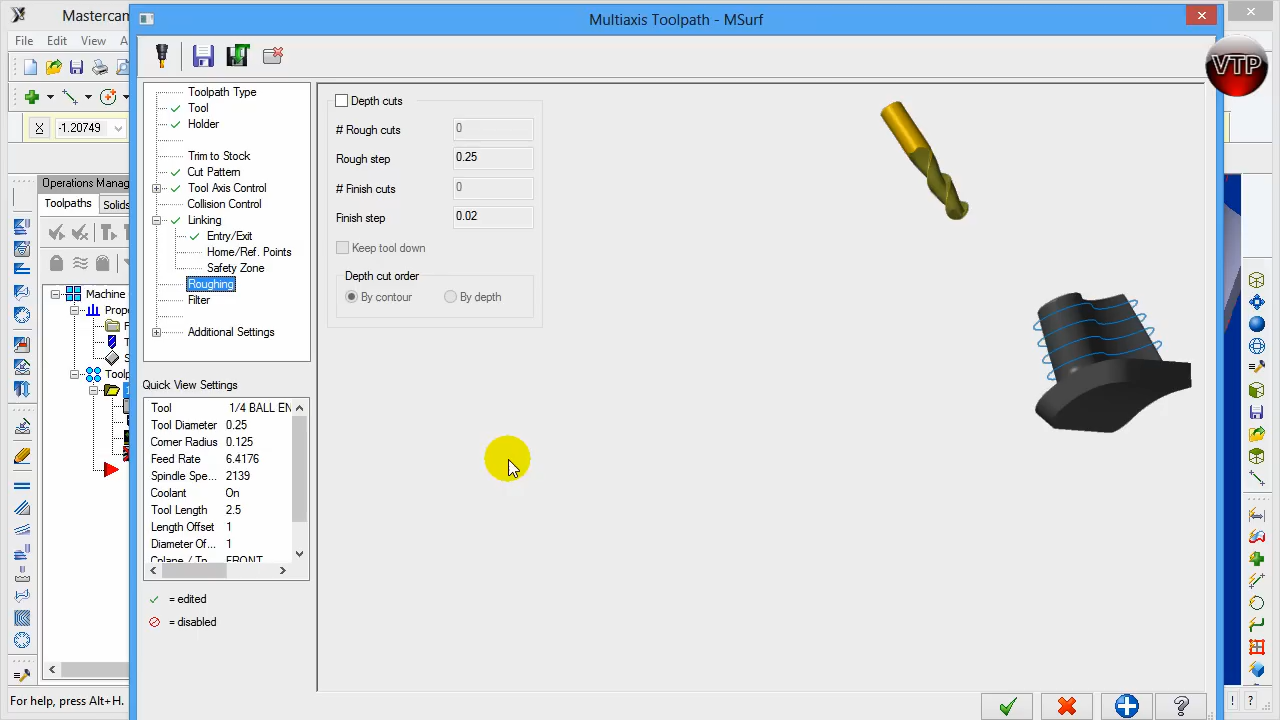 Mastercam
Multiaxis Toolpath - MSurf
File Edit View
VTP
X -1.20749
Operations Manag
Toolpaths Solids
Machine
Toolpath Type
Tool
Holder
Trim to Stock
Cut Pattern
Tool Axis Control
Collision Control
Linking
Entry/Exit
Home/Ref. Points
Safety Zone
Roughing
Filter
Additional Settings
Depth cuts
# Rough cuts 0
Rough step 0.25
# Finish cuts 0
Finish step 0.02
Keep tool down
Depth cut order
By contour By depth
Quick View Settings
Tool 1/4 BALL EN
Tool Diameter 0.25
Corner Radius 0.125
Feed Rate 6.4176
Spindle Spe... 2139
Coolant On
Tool Length 2.5
Length Offset 1
Diameter Of... 1
Cplane / Tp... FRONT
= edited
= disabled
For help, press Alt+H.